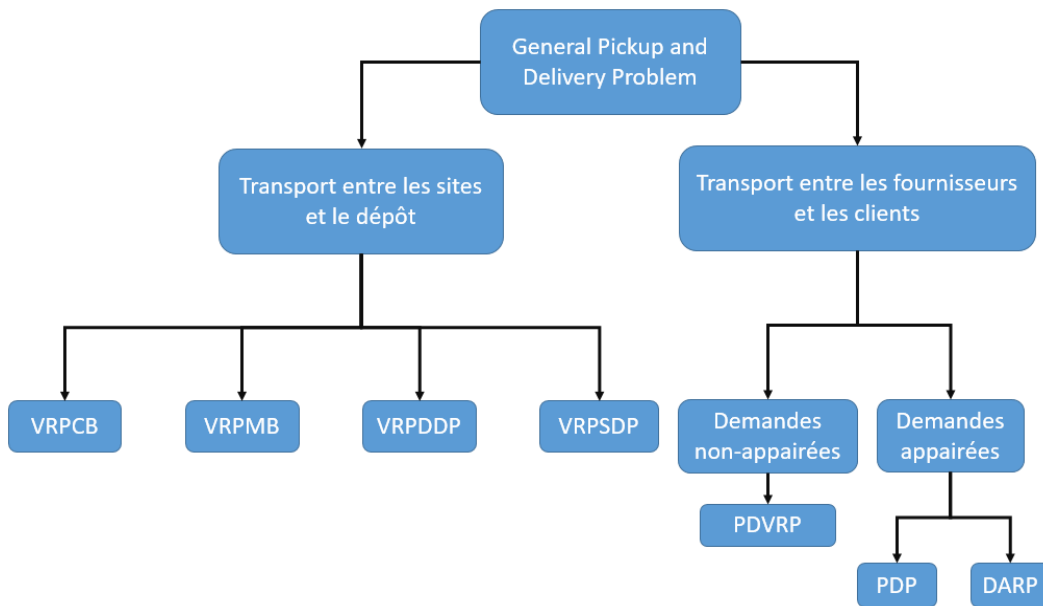 General Pickup and
Delivery Problem
Transport entre les sites
et le dépôt
Transport entre les fournisseurs
et les clients
VRPCB
VRPMB
VRPDDP
VRPSDP
Demandes
non-appairées
Demandes
appairées
PDVRP
PDP
DARP